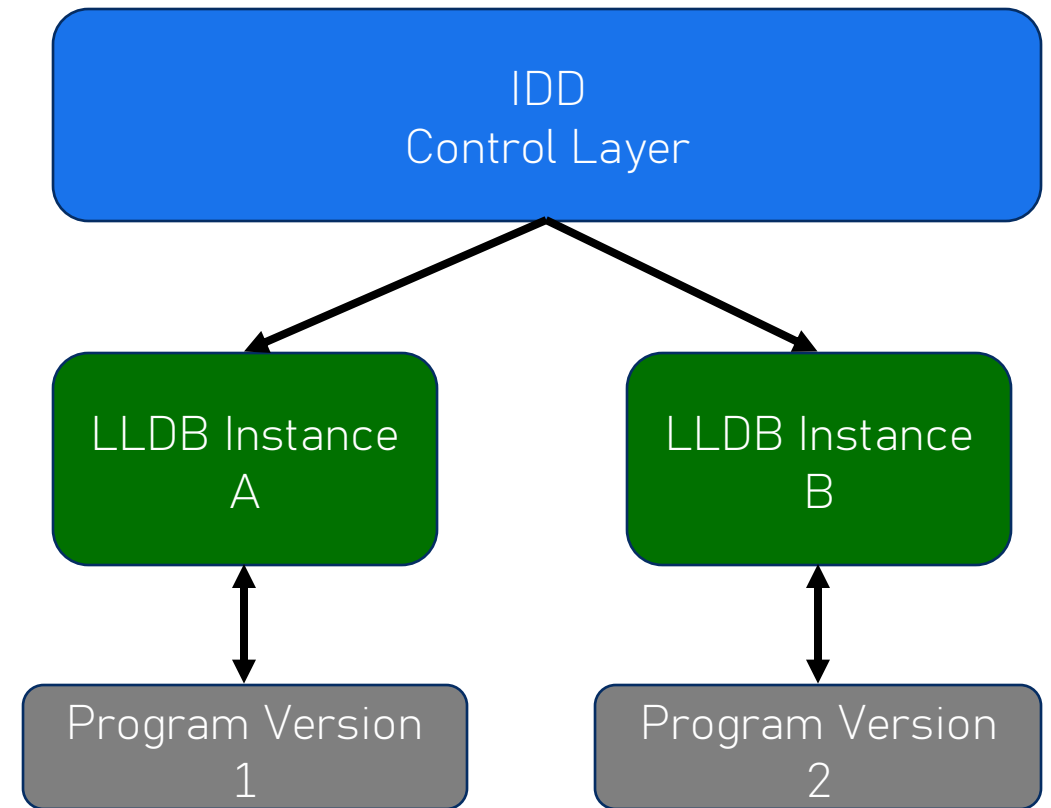 IDD
Control Layer
LLDB Instance
A
LLDB Instance
B
Program Version
1
Program Version
2